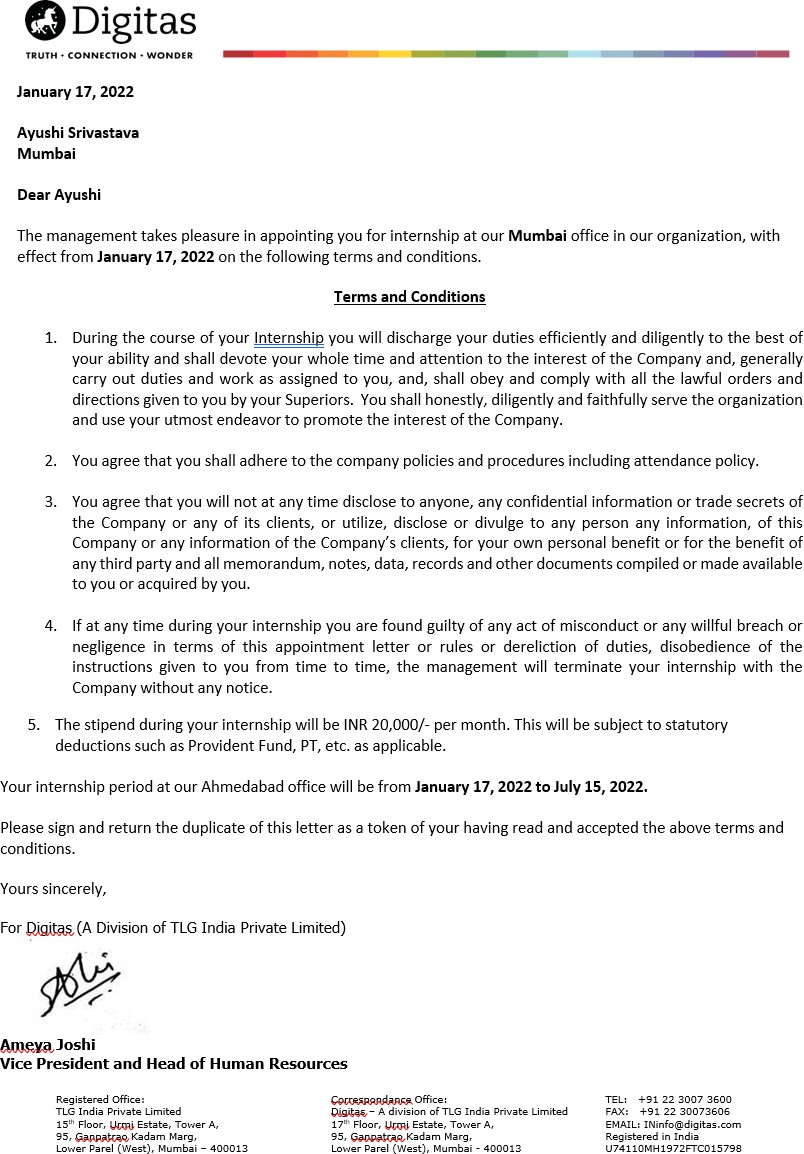 Digitas
TRUTH · CONNECTION · WONDER
January 17, 2022
Ayushi Srivastava
Mumbai
Dear Ayushi
The management takes pleasure in appointing you for internship at our Mumbai office in our organization, with
effect from January 17, 2022 on the following terms and conditions.
Terms and Conditions
1. During the course of your Internship you will discharge your duties efficiently and diligently to the best of
your ability and shall devote your whole time and attention to the interest of the Company and, generally
carry out duties and work as assigned to you, and, shall obey and comply with all the lawful orders and
directions given to you by your Superiors. You shall honestly, diligently and faithfully serve the organization
and use your utmost endeavor to promote the interest of the Company.
2. You agree that you shall adhere to the company policies and procedures including attendance policy.
3. You agree that you will not at any time disclose to anyone, any confidential information or trade secrets of
the Company or any of its clients, or utilize, disclose or divulge to any person any information, of this
Company or any information of the Company's clients, for your own personal benefit or for the benefit of
any third party and all memorandum, notes, data, records and other documents compiled or made available
to you or acquired by you.
4. If at any time during your internship you are found guilty of any act of misconduct or any willful breach or
negligence in terms of this appointment letter or rules or dereliction of duties, disobedience of the
instructions given to you from time to time, the management will terminate your internship with the
Company without any notice.
5. The stipend during your internship will be INR 20,000/- per month. This will be subject to statutory
deductions such as Provident Fund, PT, etc. as applicable.
Your internship period at our Ahmedabad office will be from January 17, 2022 to July 15, 2022.
Please sign and return the duplicate of this letter as a token of your having read and accepted the above terms and
conditions.
Yours sincerely,
For Digitas (A Division of TLG India Private Limited)
Ameya Joshi
Vice President and Head of Human Resources
Registered Office:
TLG India Private Limited
15th Floor, Urmi Estate, Tower A,
95, Ganpatrao Kadam Marg,
Lower Parel (West), Mumbai – 400013
Correspondance Office:
Digitas – A division of TLG India Private Limited
17th Floor, Urmi Estate, Tower A,
95, Ganpatrao Kadam Marg,
Lower Parel (West), Mumbai - 400013
TEL: +91 22 3007 3600
FAX: +91 22 30073606
EMAIL: INinfo@digitas.com
Registered in India
U74110MH1972FTC015798